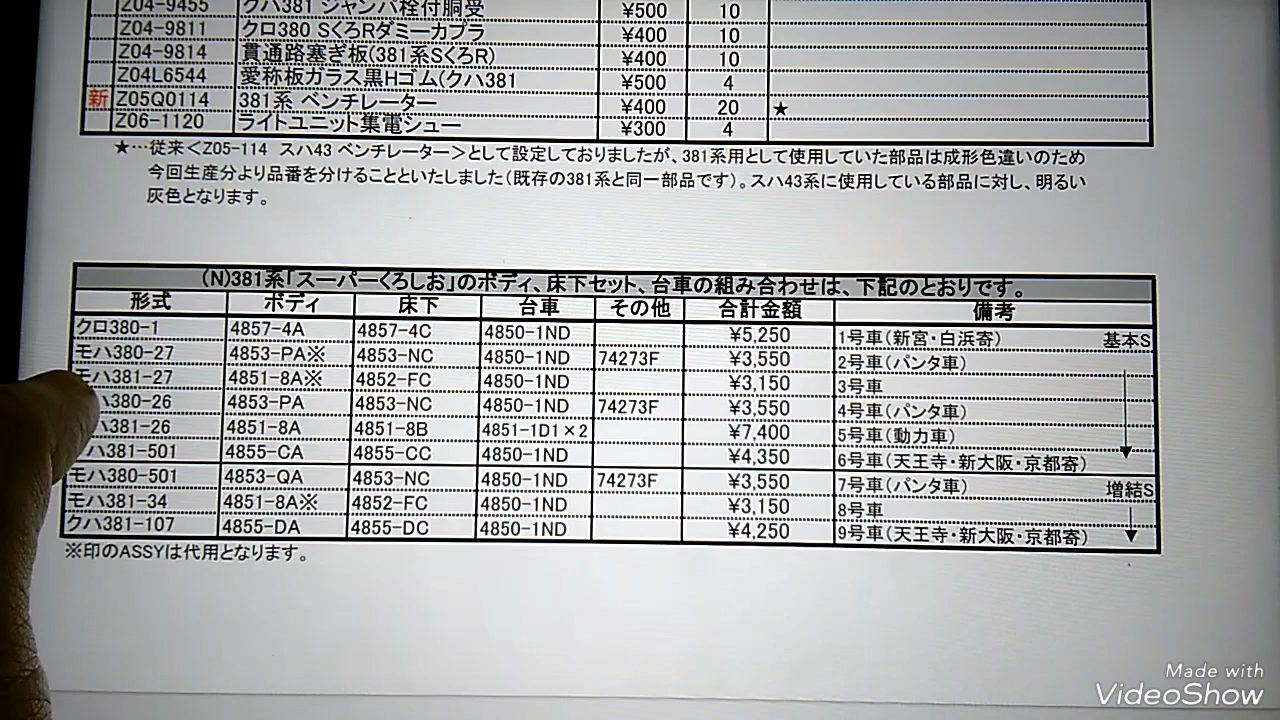 Z04-9455 クハ381 ジャンパ栓付胴受 ¥500 10
Z04-9811 クロ380 SくろRダミーカプラ ¥400 10
Z04-9814 貫通路塞ぎ板(381系SくろR) ¥400 10
Z04L6544 愛称板ガラス黒Hゴム(クハ381 ¥500 4
新 Z05Q0114 381系 ベンチレーター ¥400 20 ★
Z06-1120 ライトユニット集電シュー ¥300 4
★…従来<Z05-114 スハ43 ベンチレーター>として設定しておりましたが、381系用として使用していた部品は成形色違いのため
今回生産分より品番を分けることといたしました(既存の381系と同一部品です)。スハ43系に使用している部品に対し、明るい
灰色となります。
(N)381系「スーパーくろしお」のボディ、床下セット、台車の組み合わせは、下記のとおりです。
形式 ボディ 床下 台車 その他 合計金額 備考
クロ380-1 4857-4A 4857-4C 4850-1ND ¥5,250 1号車(新宮・白浜寄) 基本S
モハ380-27 4853-PA※ 4853-NC 4850-1ND 74273F ¥3,550 2号車(パンタ車)
モハ381-27 4851-8A※ 4852-FC 4850-1ND ¥3,150 3号車
ハ380-26 4853-PA 4853-NC 4850-1ND 74273F ¥3,550 4号車(パンタ車)
ハ381-26 4851-8A 4851-8B 4851-1D1×2 ¥7,400 5号車(動力車)
ハ381-501 4855-CA 4855-CC 4850-1ND ¥4,350 6号車(天王寺・新大阪・京都寄)
モハ380-501 4853-QA 4853-NC 4850-1ND 74273F ¥3,550 7号車(パンタ車) 増結S
モハ381-34 4851-8A※ 4852-FC 4850-1ND ¥3,150 8号車
クハ381-107 4855-DA 4855-DC 4850-1ND ¥4,250 9号車(天王寺・新大阪・京都寄)
※印のASSYは代用となります。
Made with
VideoShow